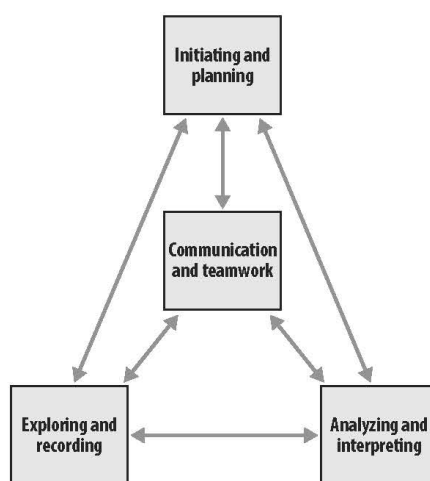 Initiating and
planning
Communication
and teamwork
Exploring and
recording
Analyzing and
interpreting